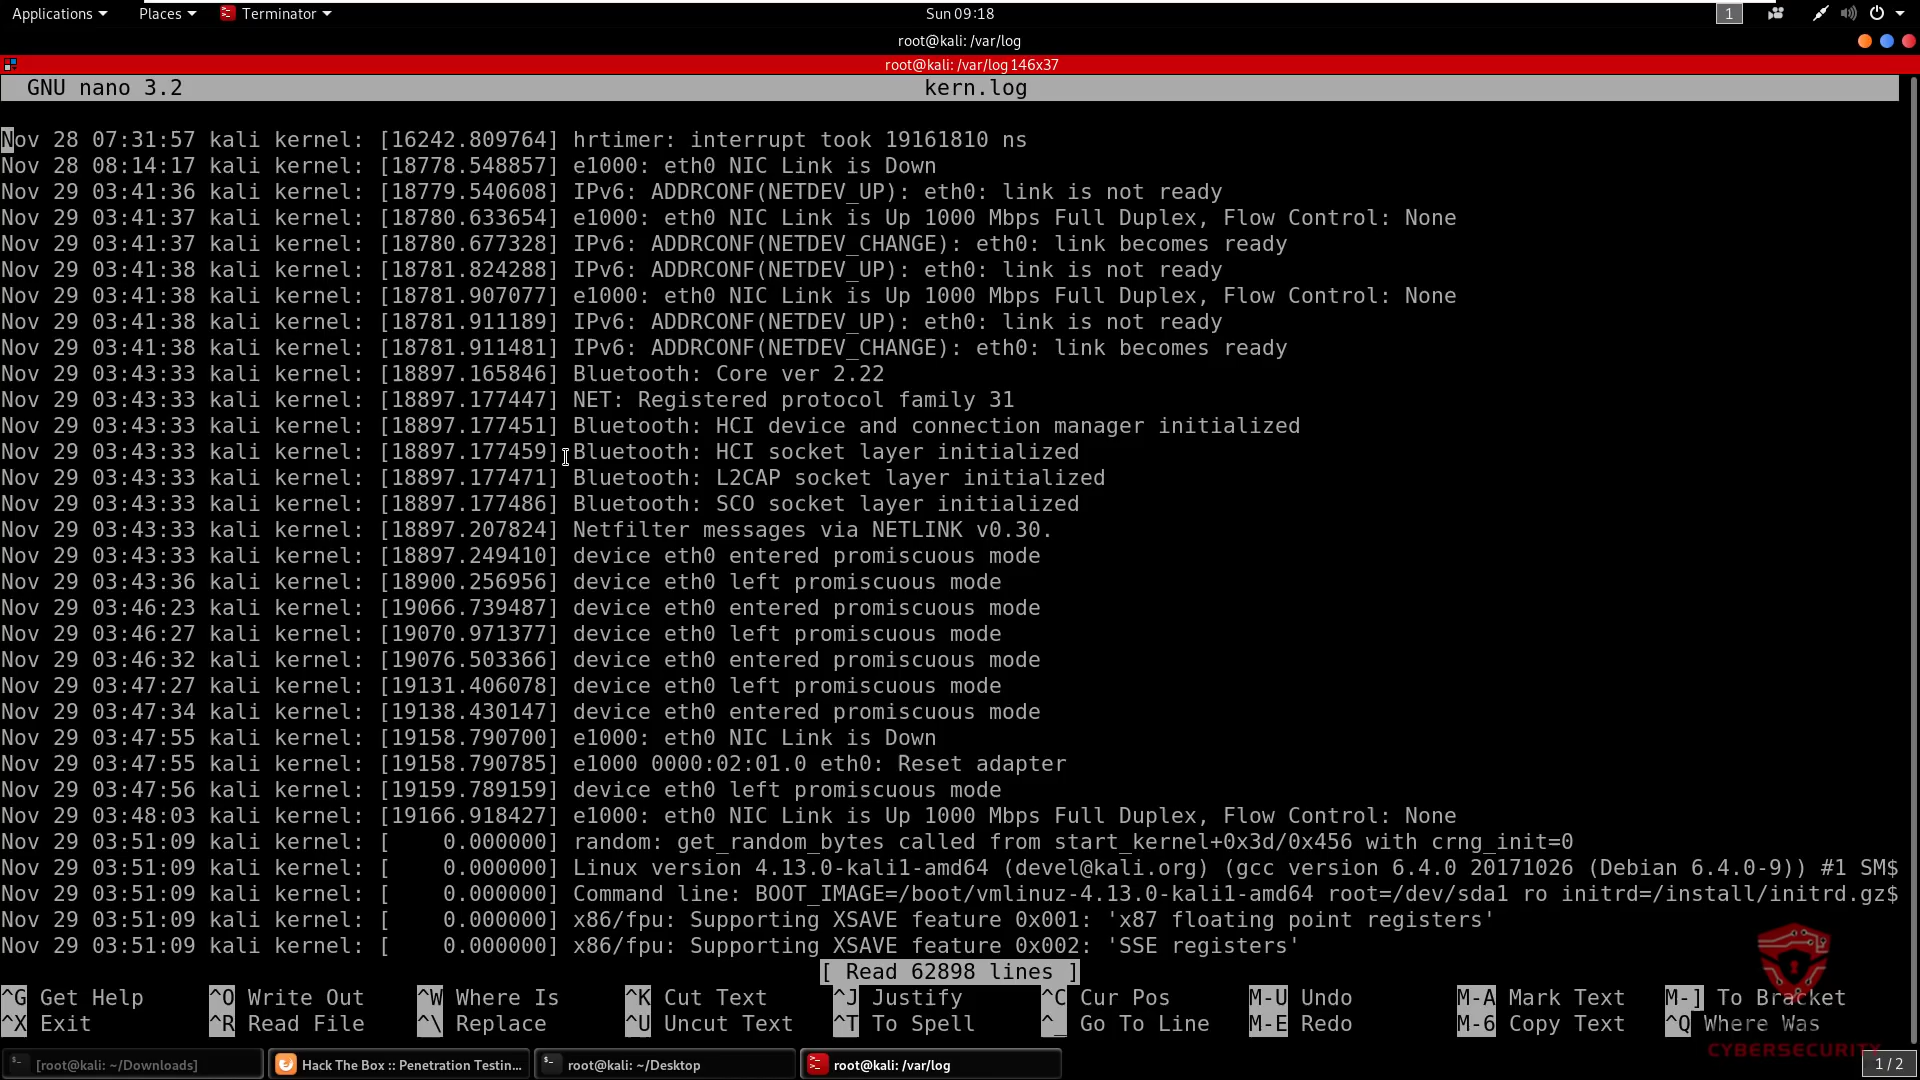 Applications Places Terminator Sun 09:18 1
root@kali: /var/log
root@kali: /var/log 146x37
GNU nano 3.2 kern.log
Nov 28 07:31:57 kali kernel: [16242.809764] hrtimer: interrupt took 19161810 ns
Nov 28 08:14:17 kali kernel: [18778.548857] e1000: eth0 NIC Link is Down
Nov 29 03:41:36 kali kernel: [18779.540608] IPv6: ADDRCONF(NETDEV_UP): eth0: link is not ready
Nov 29 03:41:37 kali kernel: [18780.633654] e1000: eth0 NIC Link is Up 1000 Mbps Full Duplex, Flow Control: None
Nov 29 03:41:37 kali kernel: [18780.677328] IPv6: ADDRCONF(NETDEV_CHANGE): eth0: link becomes ready
Nov 29 03:41:38 kali kernel: [18781.824288] IPv6: ADDRCONF(NETDEV_UP): eth0: link is not ready
Nov 29 03:41:38 kali kernel: [18781.907077] e1000: eth0 NIC Link is Up 1000 Mbps Full Duplex, Flow Control: None
Nov 29 03:41:38 kali kernel: [18781.911189] IPv6: ADDRCONF(NETDEV_UP): eth0: link is not ready
Nov 29 03:41:38 kali kernel: [18781.911481] IPv6: ADDRCONF(NETDEV_CHANGE): eth0: link becomes ready
Nov 29 03:43:33 kali kernel: [18897.165846] Bluetooth: Core ver 2.22
Nov 29 03:43:33 kali kernel: [18897.177447] NET: Registered protocol family 31
Nov 29 03:43:33 kali kernel: [18897.177451] Bluetooth: HCI device and connection manager initialized
Nov 29 03:43:33 kali kernel: [18897.177459] Bluetooth: HCI socket layer initialized
Nov 29 03:43:33 kali kernel: [18897.177471] Bluetooth: L2CAP socket layer initialized
Nov 29 03:43:33 kali kernel: [18897.177486] Bluetooth: SCO socket layer initialized
Nov 29 03:43:33 kali kernel: [18897.207824] Netfilter messages via NETLINK v0.30.
Nov 29 03:43:33 kali kernel: [18897.249410] device eth0 entered promiscuous mode
Nov 29 03:43:36 kali kernel: [18900.256956] device eth0 left promiscuous mode
Nov 29 03:46:23 kali kernel: [19066.739487] device eth0 entered promiscuous mode
Nov 29 03:46:27 kali kernel: [19070.971377] device eth0 left promiscuous mode
Nov 29 03:46:32 kali kernel: [19076.503366] device eth0 entered promiscuous mode
Nov 29 03:47:27 kali kernel: [19131.406078] device eth0 left promiscuous mode
Nov 29 03:47:34 kali kernel: [19138.430147] device eth0 entered promiscuous mode
Nov 29 03:47:55 kali kernel: [19158.790700] e1000: eth0 NIC Link is Down
Nov 29 03:47:55 kali kernel: [19158.790785] e1000 0000:02:01.0 eth0: Reset adapter
Nov 29 03:47:56 kali kernel: [19159.789159] device eth0 left promiscuous mode
Nov 29 03:48:03 kali kernel: [19166.918427] e1000: eth0 NIC Link is Up 1000 Mbps Full Duplex, Flow Control: None
Nov 29 03:51:09 kali kernel: [    0.000000] random: get_random_bytes called from start_kernel+0x3d/0x456 with crng_init=0
Nov 29 03:51:09 kali kernel: [    0.000000] Linux version 4.13.0-kali1-amd64 (devel@kali.org) (gcc version 6.4.0 20171026 (Debian 6.4.0-9)) #1 SM$
Nov 29 03:51:09 kali kernel: [    0.000000] Command line: BOOT_IMAGE=/boot/vmlinuz-4.13.0-kali1-amd64 root=/dev/sda1 ro initrd=/install/initrd.gz$
Nov 29 03:51:09 kali kernel: [    0.000000] x86/fpu: Supporting XSAVE feature 0x001: 'x87 floating point registers'
Nov 29 03:51:09 kali kernel: [    0.000000] x86/fpu: Supporting XSAVE feature 0x002: 'SSE registers'
[ Read 62898 lines ]
^G Get Help ^O Write Out ^W Where Is ^K Cut Text ^J Justify ^C Cur Pos M-U Undo M-A Mark Text M-] To Bracket
^X Exit ^R Read File ^\ Replace ^U Uncut Text ^T To Spell ^_ Go To Line M-E Redo M-6 Copy Text ^Q Where Was
CYBERSECURITY
[root@kali: ~/Downloads] Hack The Box :: Penetration Testin... root@kali: ~/Desktop root@kali: /var/log 1 / 2